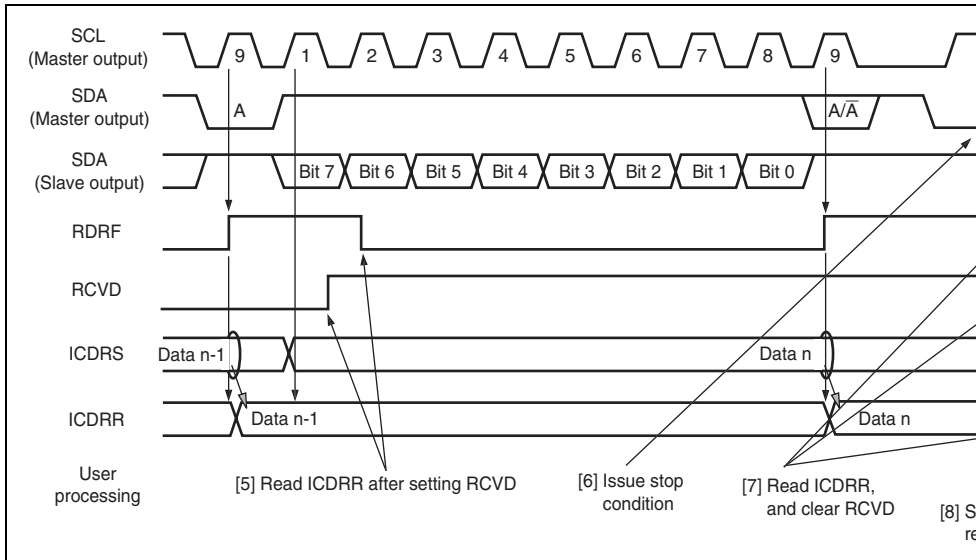 SCL
(Master output)
9 1 2 3 4 5 6 7 8 9
SDA
(Master output)
A A/A̅
SDA
(Slave output)
Bit 7 Bit 6 Bit 5 Bit 4 Bit 3 Bit 2 Bit 1 Bit 0
RDRF
RCVD
ICDRS
Data n-1 Data n
ICDRR
Data n-1 Data n
User
processing
[5] Read ICDRR after setting RCVD
[6] Issue stop
condition
[7] Read ICDRR,
and clear RCVD
[8] S
re